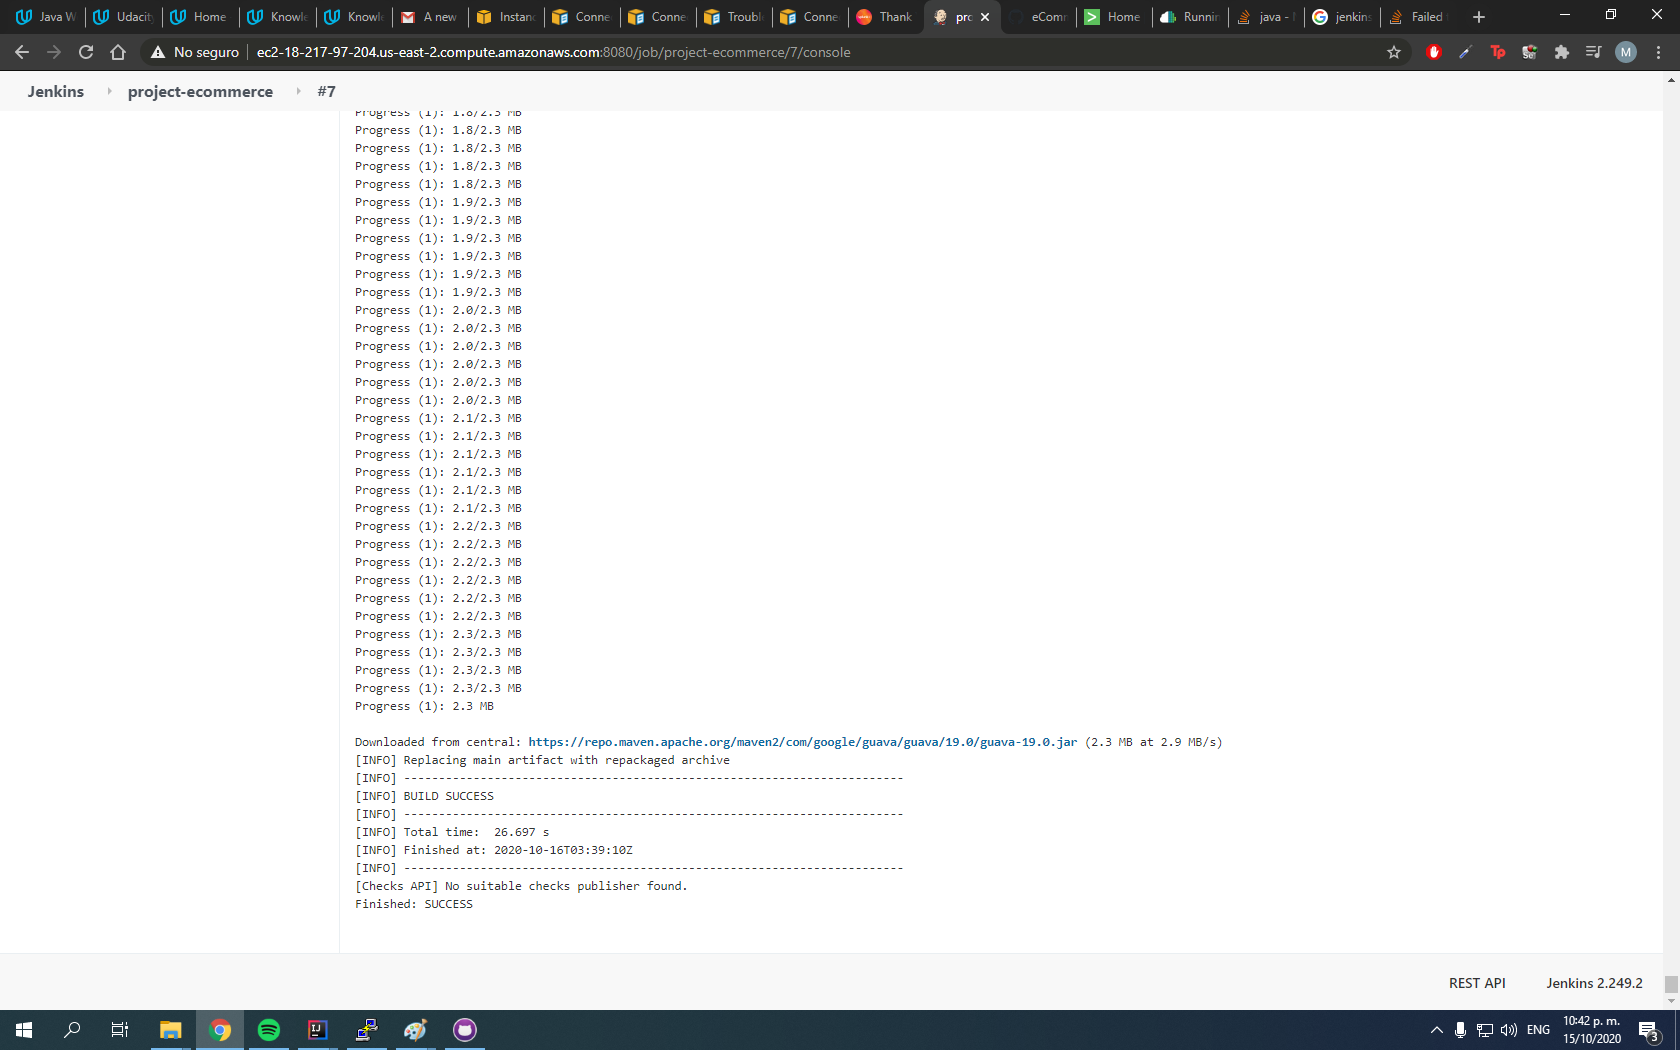 Java W
Udacity
Home
Knowle
Knowle
A new
Instanc
Connec
Connec
Troubl
Connec
Thank
pro
eComm
Home
Runnin
java -
jenkins
Failed
No seguro
ec2-18-217-97-204.us-east-2.compute.amazonaws.com:8080/job/project-ecommerce/7/console
Tp
Se
M
Jenkins
project-ecommerce
#7
Progress (1): 1.8/2.3 MB
Progress (1): 1.8/2.3 MB
Progress (1): 1.8/2.3 MB
Progress (1): 1.8/2.3 MB
Progress (1): 1.8/2.3 MB
Progress (1): 1.9/2.3 MB
Progress (1): 1.9/2.3 MB
Progress (1): 1.9/2.3 MB
Progress (1): 1.9/2.3 MB
Progress (1): 1.9/2.3 MB
Progress (1): 1.9/2.3 MB
Progress (1): 2.0/2.3 MB
Progress (1): 2.0/2.3 MB
Progress (1): 2.0/2.3 MB
Progress (1): 2.0/2.3 MB
Progress (1): 2.0/2.3 MB
Progress (1): 2.0/2.3 MB
Progress (1): 2.1/2.3 MB
Progress (1): 2.1/2.3 MB
Progress (1): 2.1/2.3 MB
Progress (1): 2.1/2.3 MB
Progress (1): 2.1/2.3 MB
Progress (1): 2.1/2.3 MB
Progress (1): 2.2/2.3 MB
Progress (1): 2.2/2.3 MB
Progress (1): 2.2/2.3 MB
Progress (1): 2.2/2.3 MB
Progress (1): 2.2/2.3 MB
Progress (1): 2.2/2.3 MB
Progress (1): 2.3/2.3 MB
Progress (1): 2.3/2.3 MB
Progress (1): 2.3/2.3 MB
Progress (1): 2.3/2.3 MB
Progress (1): 2.3 MB
Downloaded from central: https://repo.maven.apache.org/maven2/com/google/guava/guava/19.0/guava-19.0.jar (2.3 MB at 2.9 MB/s)
[INFO] Replacing main artifact with repackaged archive
[INFO] ------------------------------------------------------------------------
[INFO] BUILD SUCCESS
[INFO] ------------------------------------------------------------------------
[INFO] Total time:  26.697 s
[INFO] Finished at: 2020-10-16T03:39:10Z
[INFO] ------------------------------------------------------------------------
[Checks API] No suitable checks publisher found.
Finished: SUCCESS
REST API
Jenkins 2.249.2
IJ
ENG
10:42 p. m.
15/10/2020
3